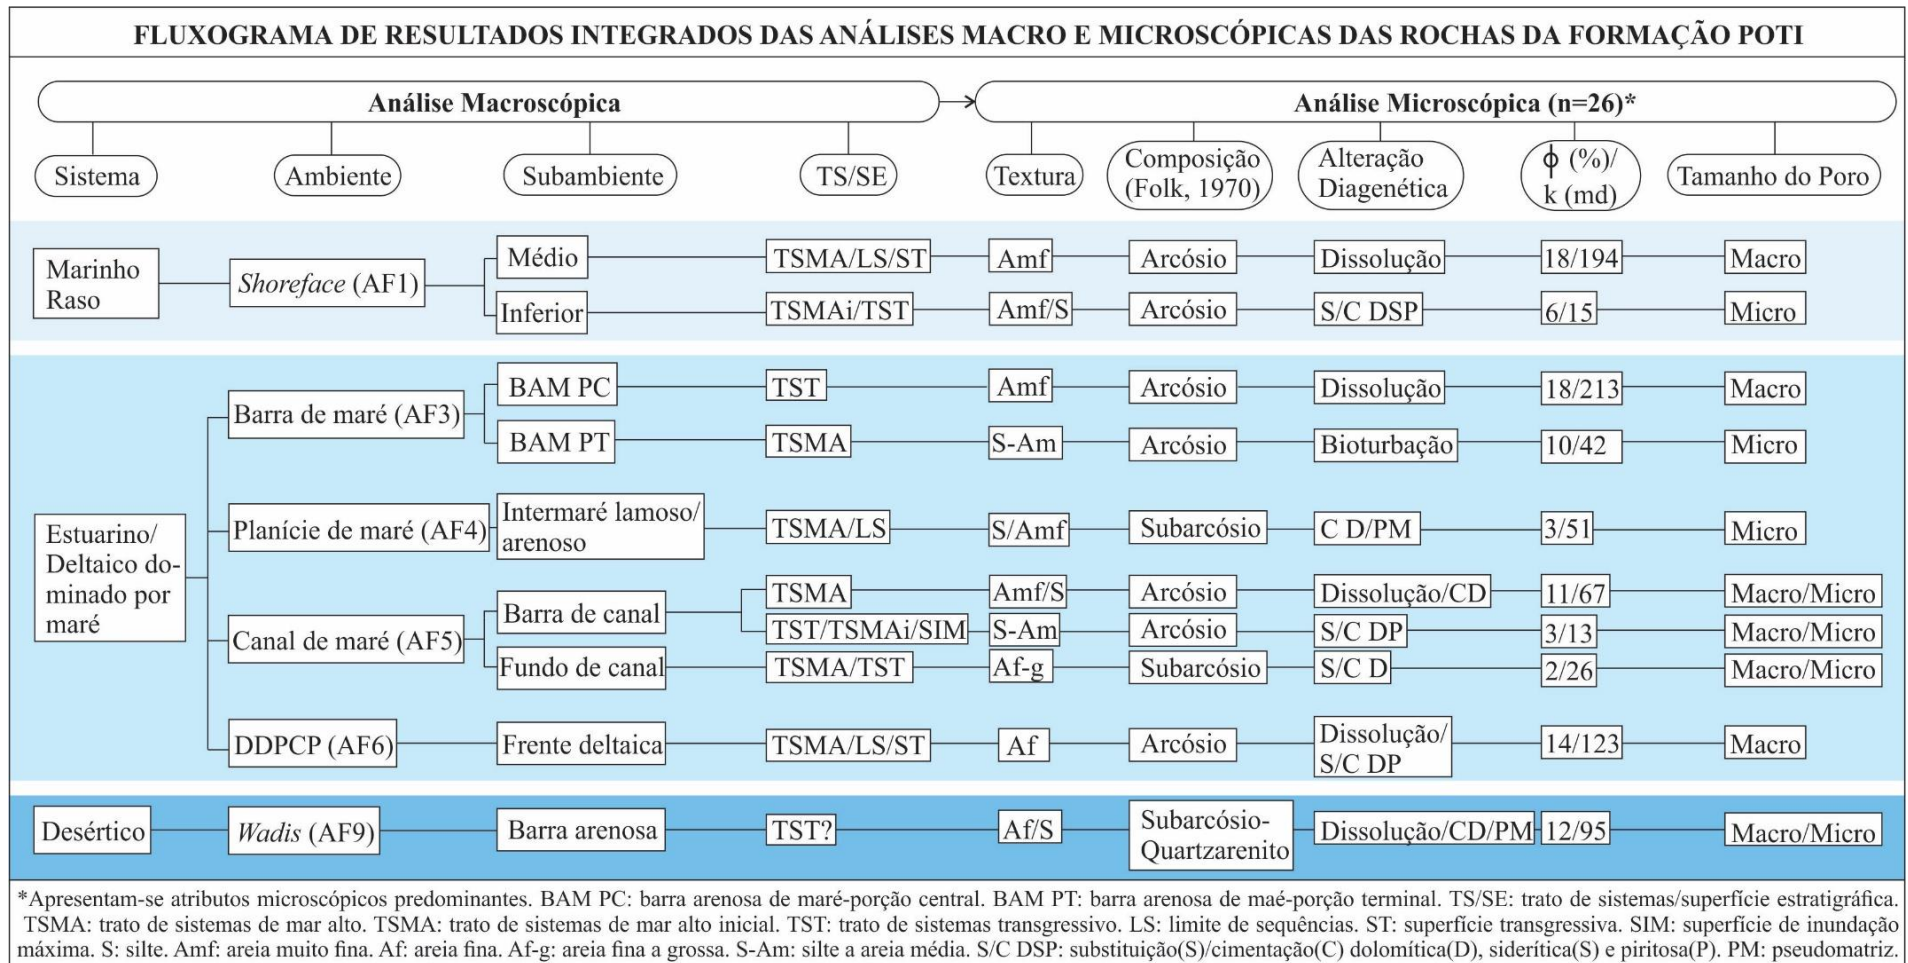 FLUXOGRAMA DE RESULTADOS INTEGRADOS DAS ANÁLISES MACRO E MICROSCÓPICAS DAS ROCHAS DA FORMAÇÃO POTI
Análise Macroscópica
Análise Microscópica (n=26)*
Sistema
Ambiente
Subambiente
TS/SE
Textura
Composição
(Folk, 1970)
Alteração
Diagenética
ϕ (%)/
k (md)
Tamanho do Poro
Marinho
Raso
Shoreface (AF1)
Médio
TSMA/LS/ST
Amf
Arcósio
Dissolução
18/194
Macro
Inferior
TSMAi/TST
Amf/S
Arcósio
S/C DSP
6/15
Micro
Estuarino/
Deltaico do-
minado por
maré
Barra de maré (AF3)
BAM PC
TST
Amf
Arcósio
Dissolução
18/213
Macro
BAM PT
TSMA
S-Am
Arcósio
Bioturbação
10/42
Micro
Planície de maré (AF4)
Intermaré lamoso/
arenoso
TSMA/LS
S/Amf
Subarcósio
C D/PM
3/51
Micro
Canal de maré (AF5)
Barra de canal
TSMA
Amf/S
Arcósio
Dissolução/CD
11/67
Macro/Micro
TST/TSMAi/SIM
S-Am
Arcósio
S/C DP
3/13
Macro/Micro
Fundo de canal
TSMA/TST
Af-g
Subarcósio
S/C D
2/26
Macro/Micro
DDPCP (AF6)
Frente deltaica
TSMA/LS/ST
Af
Arcósio
Dissolução/
S/C DP
14/123
Macro
Desértico
Wadis (AF9)
Barra arenosa
TST?
Af/S
Subarcósio-
Quartzarenito
Dissolução/CD/PM
12/95
Macro/Micro
*Apresentam-se atributos microscópicos predominantes. BAM PC: barra arenosa de maré-porção central. BAM PT: barra arenosa de maé-porção terminal. TS/SE: trato de sistemas/superfície estratigráfica.
TSMA: trato de sistemas de mar alto. TSMA: trato de sistemas de mar alto inicial. TST: trato de sistemas transgressivo. LS: limite de sequências. ST: superfície transgressiva. SIM: superfície de inundação
máxima. S: silte. Amf: areia muito fina. Af: areia fina. Af-g: areia fina a grossa. S-Am: silte a areia média. S/C DSP: substituição(S)/cimentação(C) dolomítica(D), siderítica(S) e piritosa(P). PM: pseudomatriz.